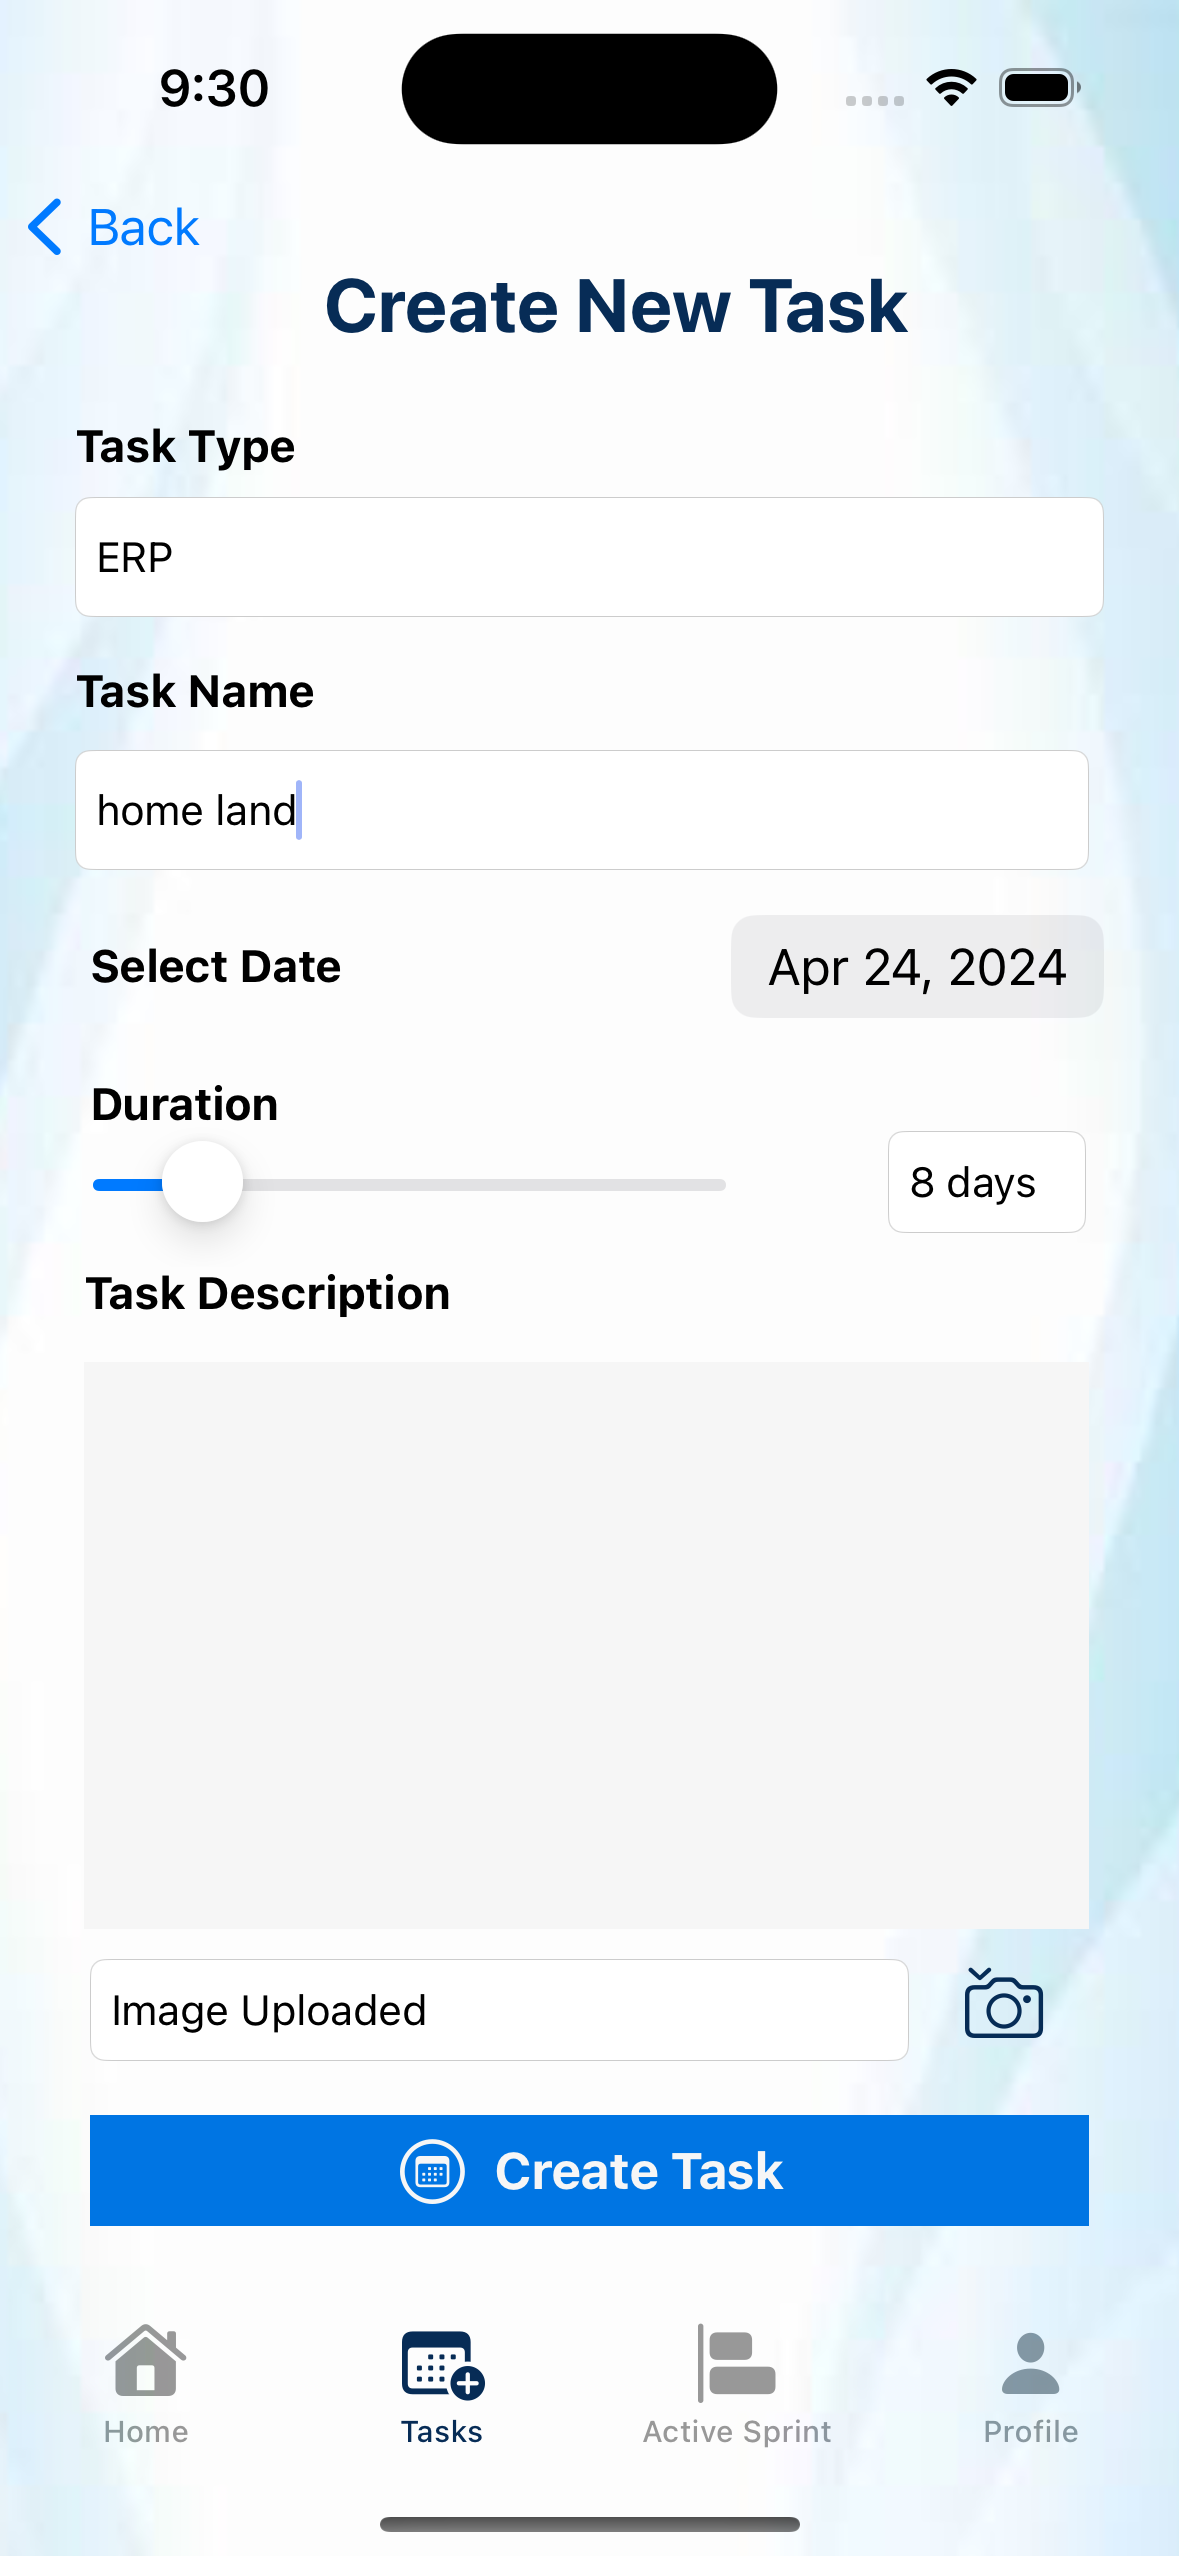 9:30
Back
Create New Task
Task Type
ERP
Task Name
home land
Select Date
Apr 24, 2024
Duration
8 days
Task Description
Image Uploaded
Create Task
Home
Tasks
Active Sprint
Profile